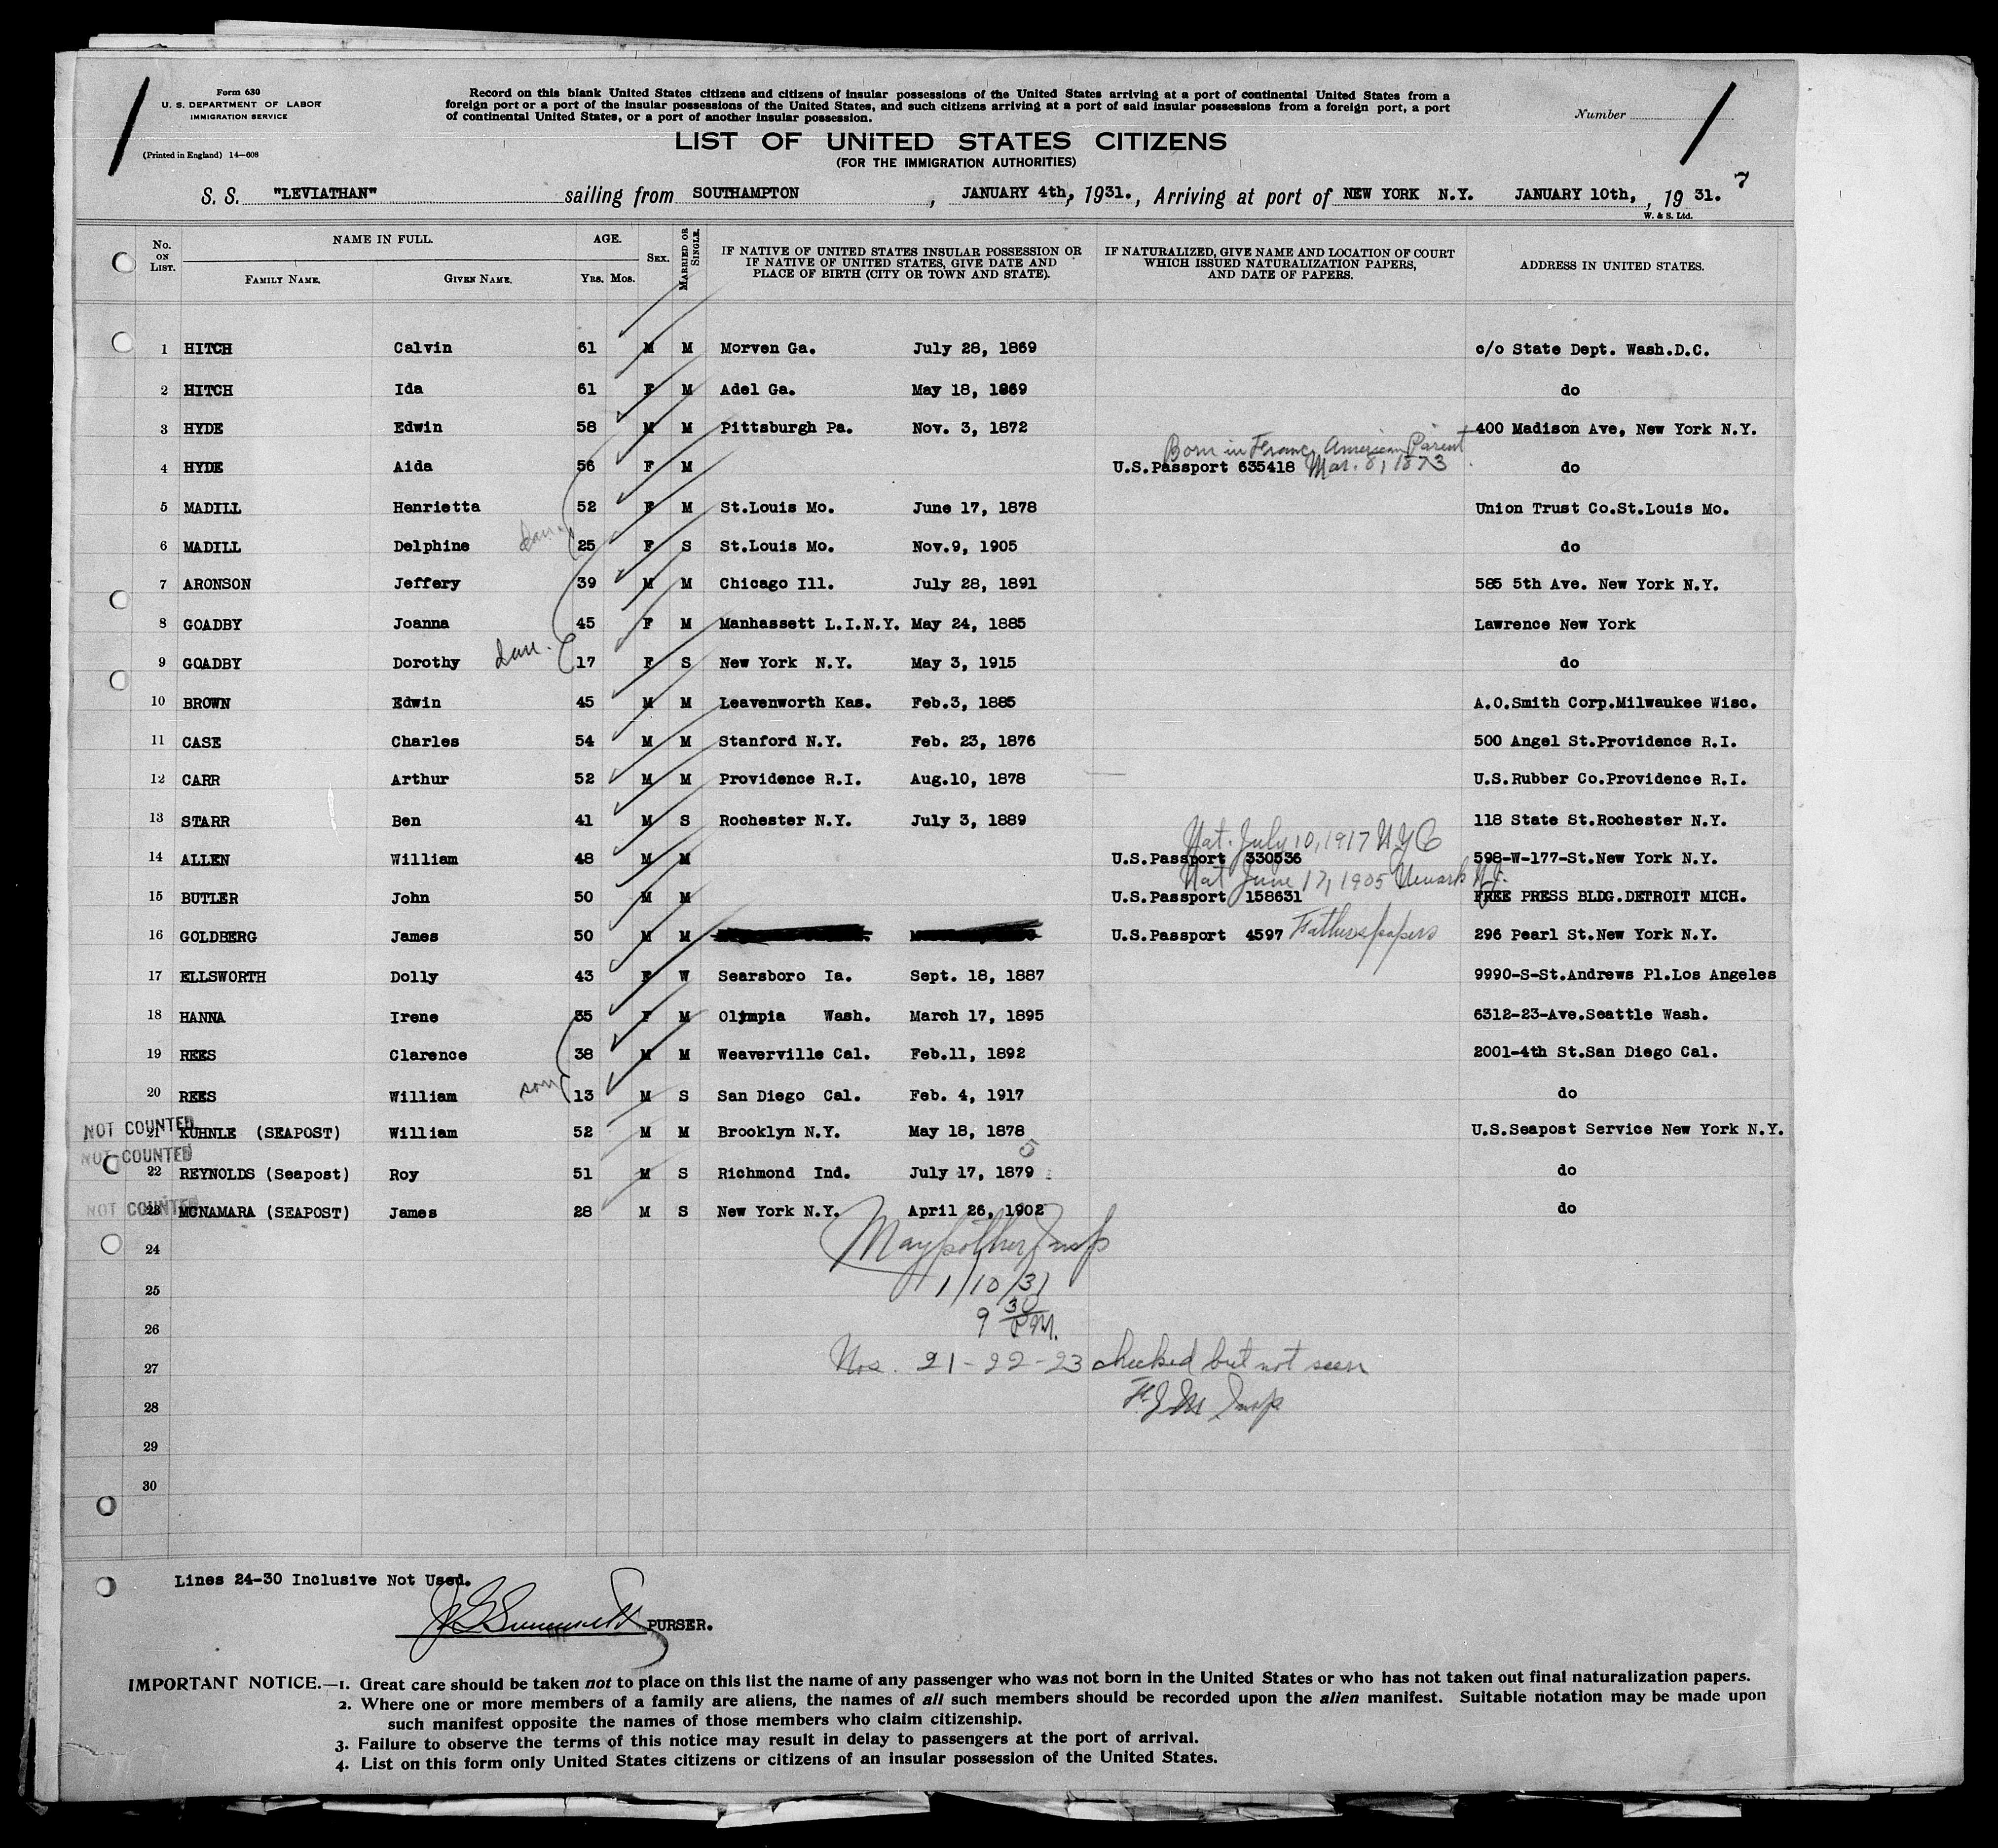 Form 630
U. S. DEPARTMENT OF LABOR
IMMIGRATION SERVICE
(Printed in England) 14—608
Record on this blank United States citizens and citizens of insular possessions of the United States arriving at a port of continental United States from a
foreign port or a port of the insular possessions of the United States, and such citizens arriving at a port of said insular possessions from a foreign port, a port
of continental United States, or a port of another insular possession.
Number
LIST OF UNITED STATES CITIZENS
(FOR THE IMMIGRATION AUTHORITIES)
7
S. S. "LEVIATHAN" sailing from SOUTHAMPTON, JANUARY 4th, 1931., Arriving at port of NEW YORK N.Y. JANUARY 10th, , 19 31.
W. & S. Ltd.
No. ON LIST. NAME IN FULL. FAMILY NAME. GIVEN NAME. AGE. YRS. MOS. SEX. MARRIED OR SINGLE. IF NATIVE OF UNITED STATES INSULAR POSSESSION OR IF NATIVE OF UNITED STATES, GIVE DATE AND PLACE OF BIRTH (CITY OR TOWN AND STATE). IF NATURALIZED, GIVE NAME AND LOCATION OF COURT WHICH ISSUED NATURALIZATION PAPERS, AND DATE OF PAPERS. ADDRESS IN UNITED STATES.
1 HITCH Calvin 61 M M Morven Ga. July 28, 1869 c/o State Dept. Wash.D.C.
2 HITCH Ida 61 F M Adel Ga. May 18, 1869 do
3 HYDE Edwin 58 M M Pittsburgh Pa. Nov. 3, 1872 400 Madison Ave, New York N.Y.
Born in France American Parent
4 HYDE Aida 56 F M U.S.Passport 635418 Mar. 8, 1873 do
5 MADILL Henrietta 52 F M St.Louis Mo. June 17, 1878 Union Trust Co.St.Louis Mo.
6 MADILL Delphine dau. 25 F S St.Louis Mo. Nov.9, 1905 do
7 ARONSON Jeffery 39 M M Chicago Ill. July 28, 1891 585 5th Ave. New York N.Y.
8 GOADBY Joanna 45 F M Manhassett L.I.N.Y. May 24, 1885 Lawrence New York
9 GOADBY Dorothy dau. 17 F S New York N.Y. May 3, 1915 do
10 BROWN Edwin 45 M M Leavenworth Kas. Feb.3, 1885 A.O.Smith Corp.Milwaukee Wisc.
11 CASE Charles 54 M M Stanford N.Y. Feb. 23, 1876 500 Angel St.Providence R.I.
12 CARR Arthur 52 M M Providence R.I. Aug.10, 1878 U.S.Rubber Co.Providence R.I.
13 STARR Ben 41 M S Rochester N.Y. July 3, 1889 118 State St.Rochester N.Y.
Nat. July 10, 1917 NYC
14 ALLEN William 48 M M U.S.Passport 330536 598-W-177-St.New York N.Y.
Nat June 17, 1905 Newark N.J.
15 BUTLER John 50 M M U.S.Passport 158631 FREE PRESS BLDG.DETROIT MICH.
16 GOLDBERG James 50 M M U.S.Passport 4597 Fathers papers 296 Pearl St.New York N.Y.
17 ELLSWORTH Dolly 43 F W Searsboro Ia. Sept. 18, 1887 9990-S-St.Andrews Pl.Los Angeles
18 HANNA Irene 35 F M Olympia Wash. March 17, 1895 6312-23-Ave.Seattle Wash.
19 REES Clarence 38 M M Weaverville Cal. Feb.11, 1892 2001-4th St.San Diego Cal.
20 REES William son 13 M S San Diego Cal. Feb. 4, 1917 do
NOT COUNTED
21 KUHNLE (SEAPOST) William 52 M M Brooklyn N.Y. May 18, 1878 U.S.Seapost Service New York N.Y.
NOT COUNTED
22 REYNOLDS (Seapost) Roy 51 M S Richmond Ind. July 17, 1879 do
NOT COUNTED
23 MCNAMARA (SEAPOST) James 28 M S New York N.Y. April 26, 1902 do
24
Insp
25
1/10/31
26
9 30 P.M.
27 Nos. 21-22-23 checked but not seen
28 Insp
29
30
Lines 24-30 Inclusive Not Used.
PURSER.
IMPORTANT NOTICE.—1. Great care should be taken not to place on this list the name of any passenger who was not born in the United States or who has not taken out final naturalization papers.
2. Where one or more members of a family are aliens, the names of all such members should be recorded upon the alien manifest. Suitable notation may be made upon
such manifest opposite the names of those members who claim citizenship.
3. Failure to observe the terms of this notice may result in delay to passengers at the port of arrival.
4. List on this form only United States citizens or citizens of an insular possession of the United States.